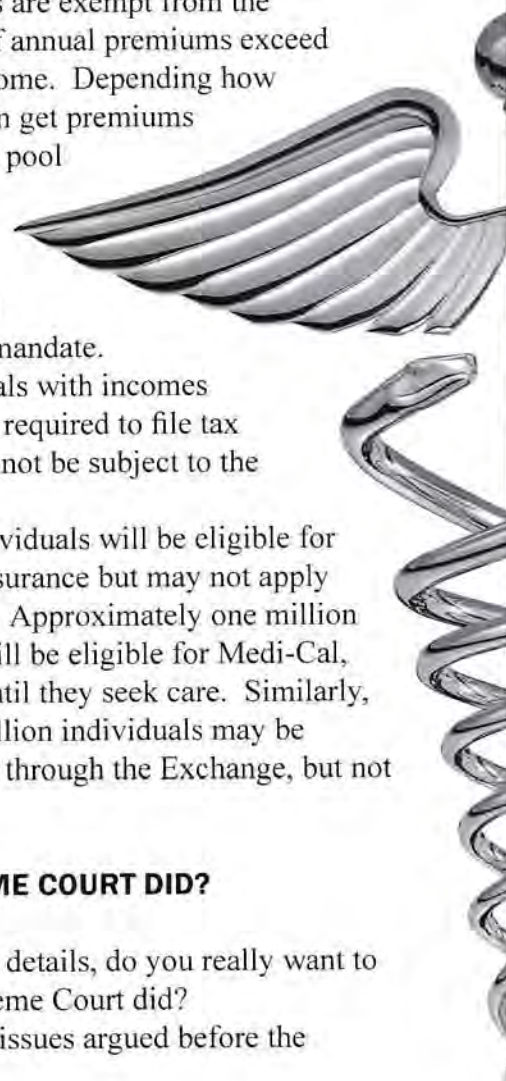 are exempt from the
annual premiums exceed
ome. Depending how
n get premiums
pool
mandate.
als with incomes
required to file tax
not be subject to the
viduals will be eligible for
surance but may not apply
Approximately one million
ill be eligible for Medi-Cal,
ntil they seek care. Similarly,
llion individuals may be
through the Exchange, but not
ME COURT DID?
details, do you really want to
eme Court did?
issues argued before the